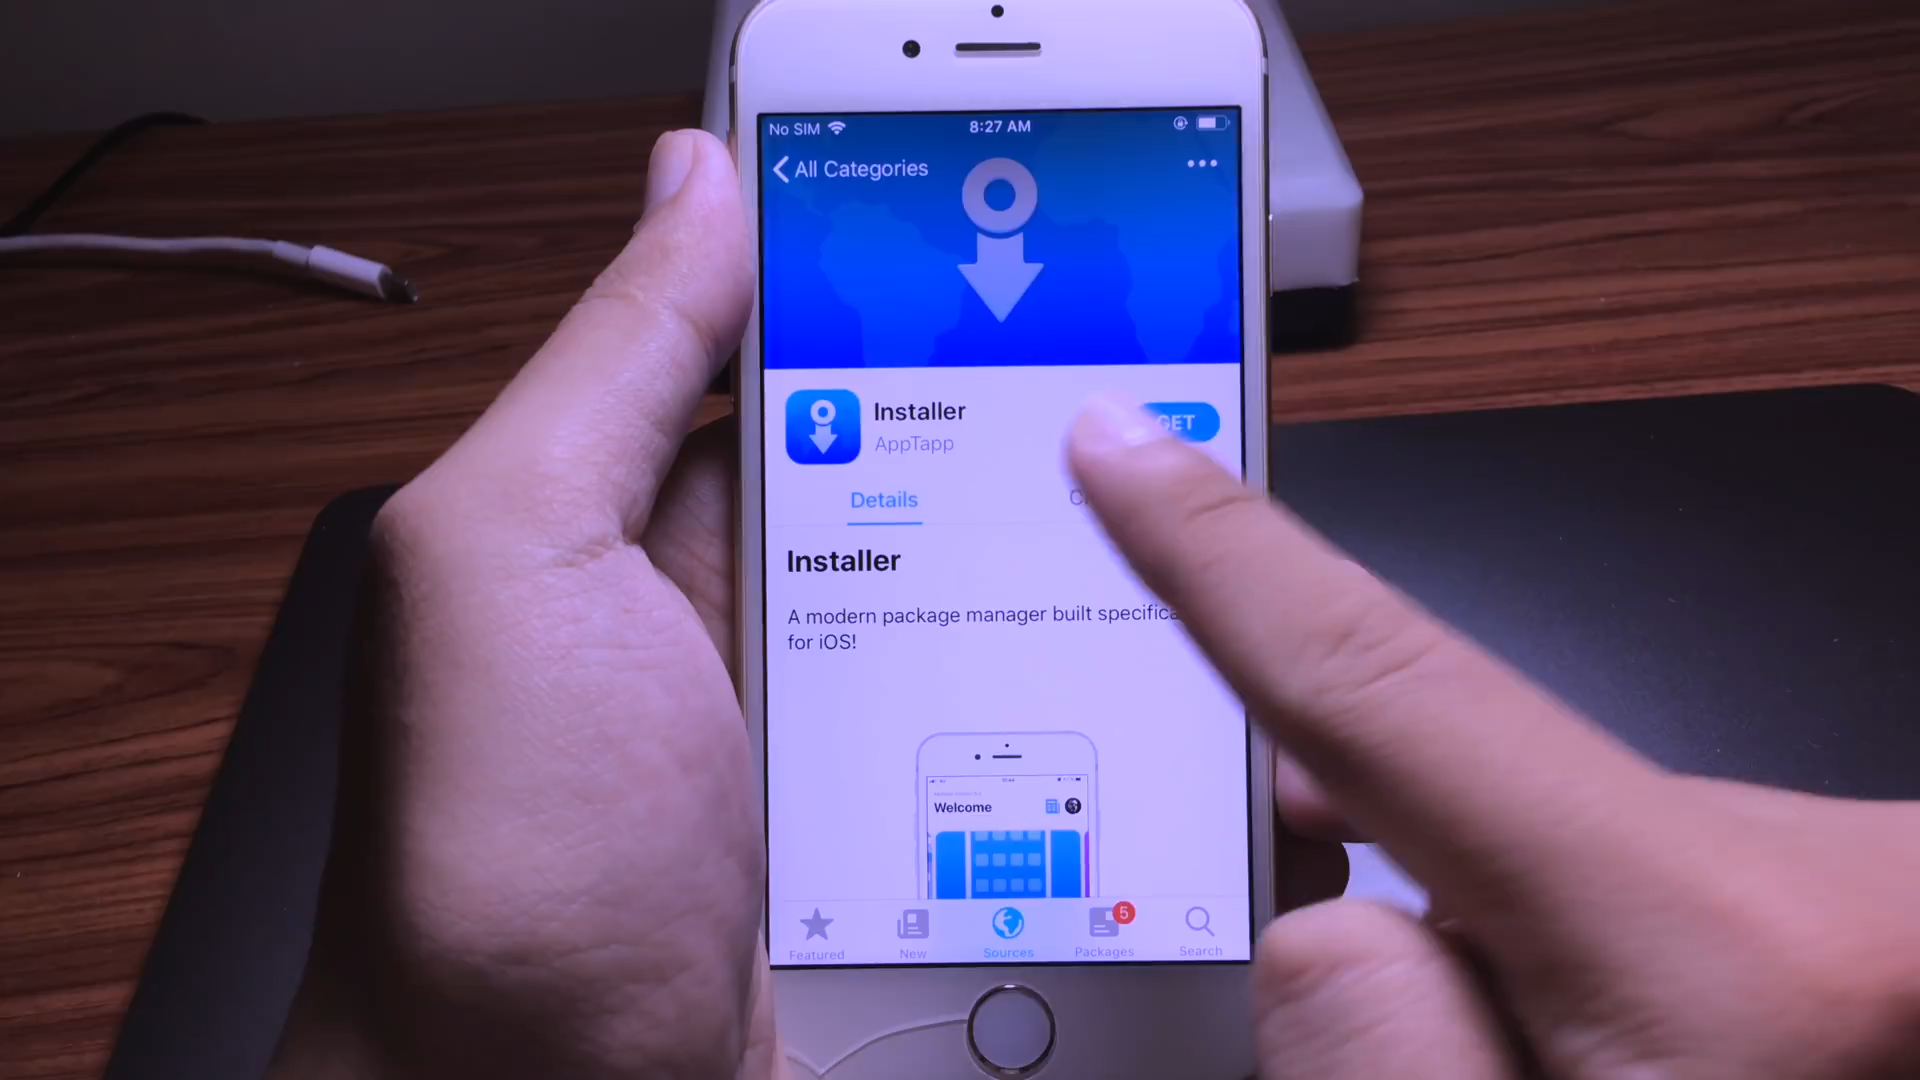 No SIM 8:27 AM
All Categories
Installer
GET
AppTapp
Details
Installer
A modern package manager built
for iOS!
Welcome
Featured New Sources Packages 5 Search